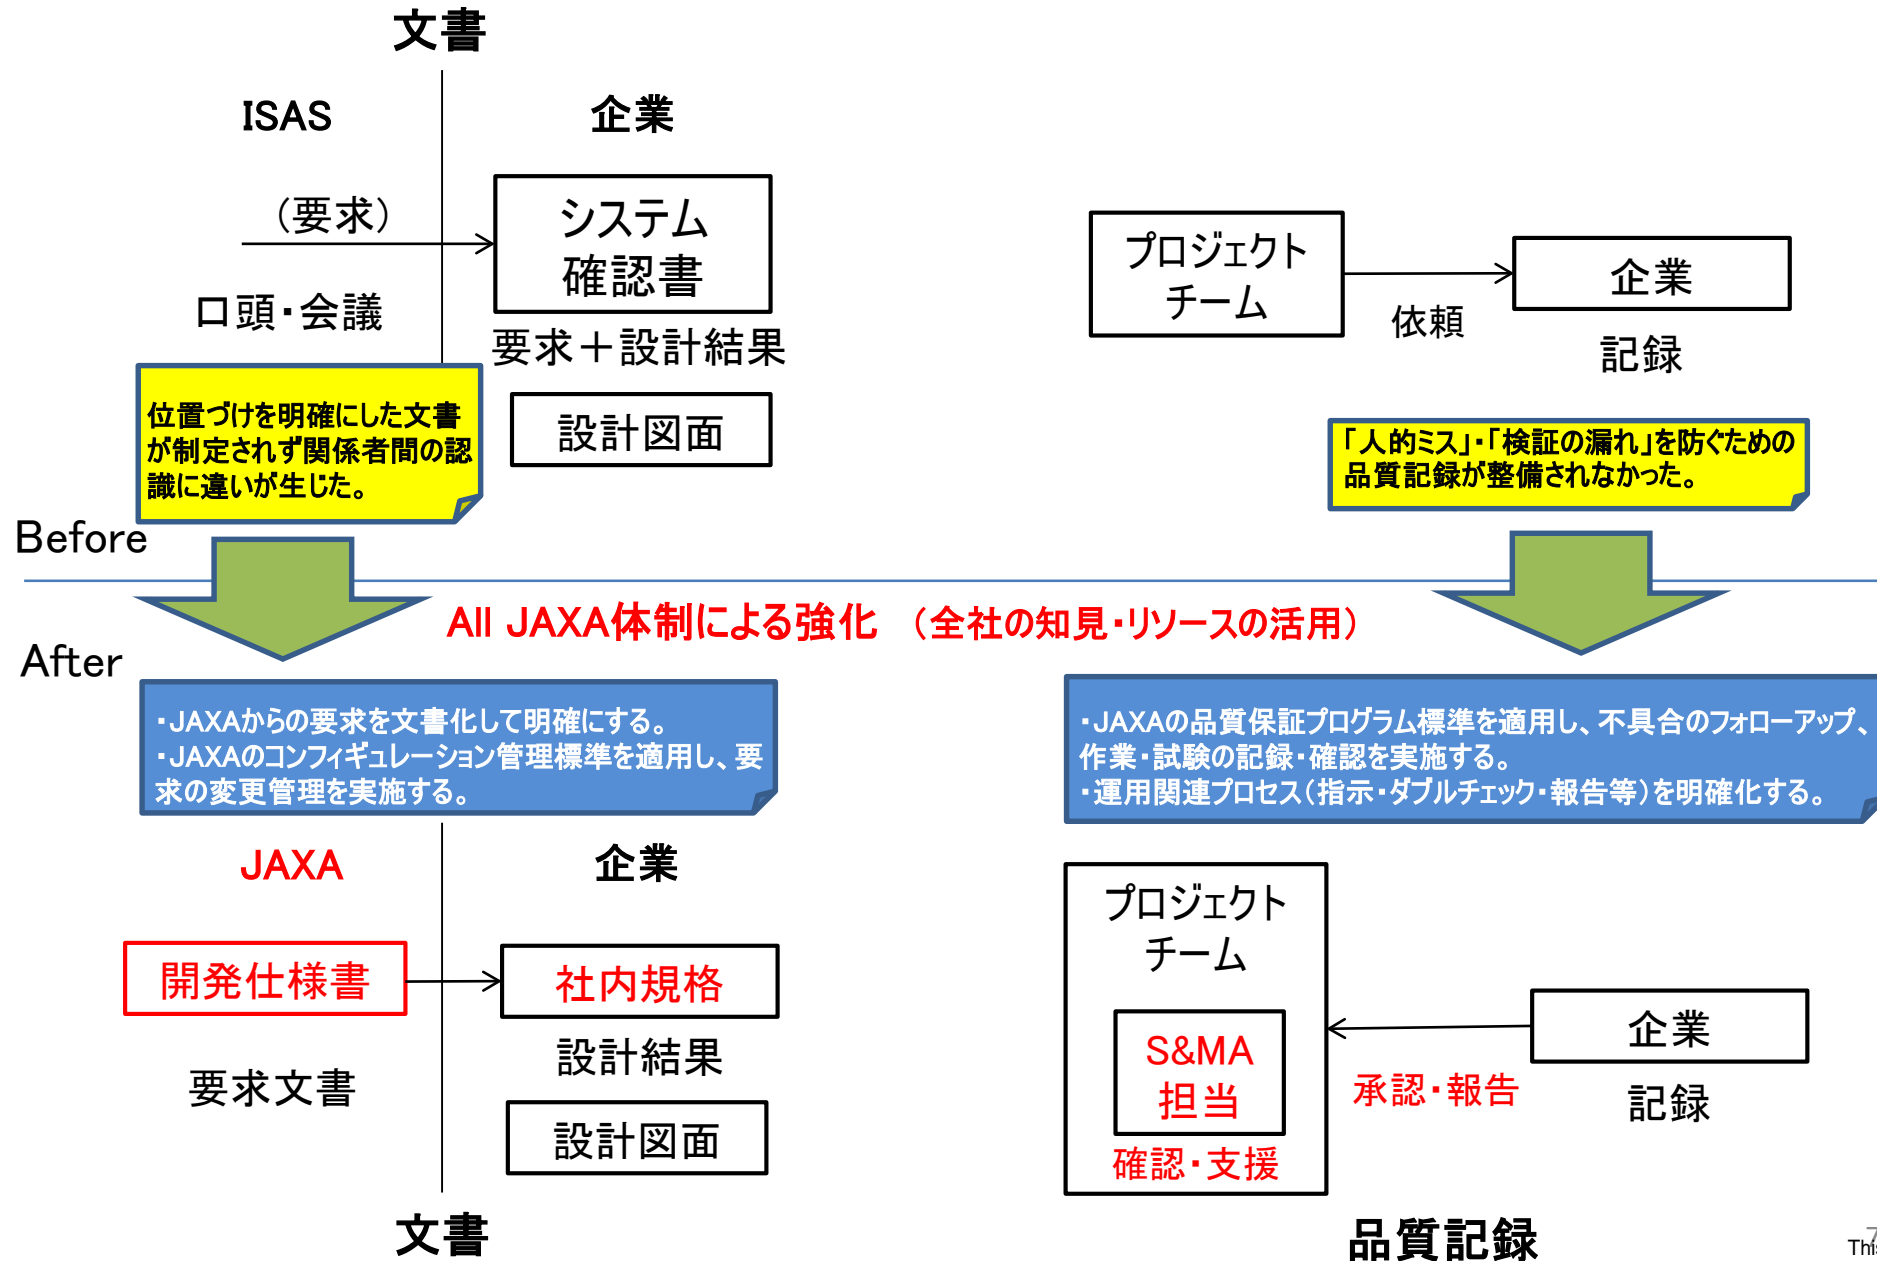 文書
ISAS
企業
（要求）
システム
確認書
口頭・会議
要求＋設計結果
設計図面
位置づけを明確にした文書
が制定されず関係者間の認
識に違いが生じた。
プロジェクト
チーム
依頼
企業
記録
「人的ミス」・「検証の漏れ」を防ぐための
品質記録が整備されなかった。
Before
All JAXA体制による強化　（全社の知見・リソースの活用）
After
・JAXAからの要求を文書化して明確にする。
・JAXAのコンフィギュレーション管理標準を適用し、要
求の変更管理を実施する。
・JAXAの品質保証プログラム標準を適用し、不具合のフォローアップ、
作業・試験の記録・確認を実施する。
・運用関連プロセス（指示・ダブルチェック・報告等）を明確化する。
JAXA
企業
開発仕様書
社内規格
設計結果
要求文書
設計図面
文書
プロジェクト
チーム
S&MA
担当
確認・支援
承認・報告
企業
記録
品質記録
7